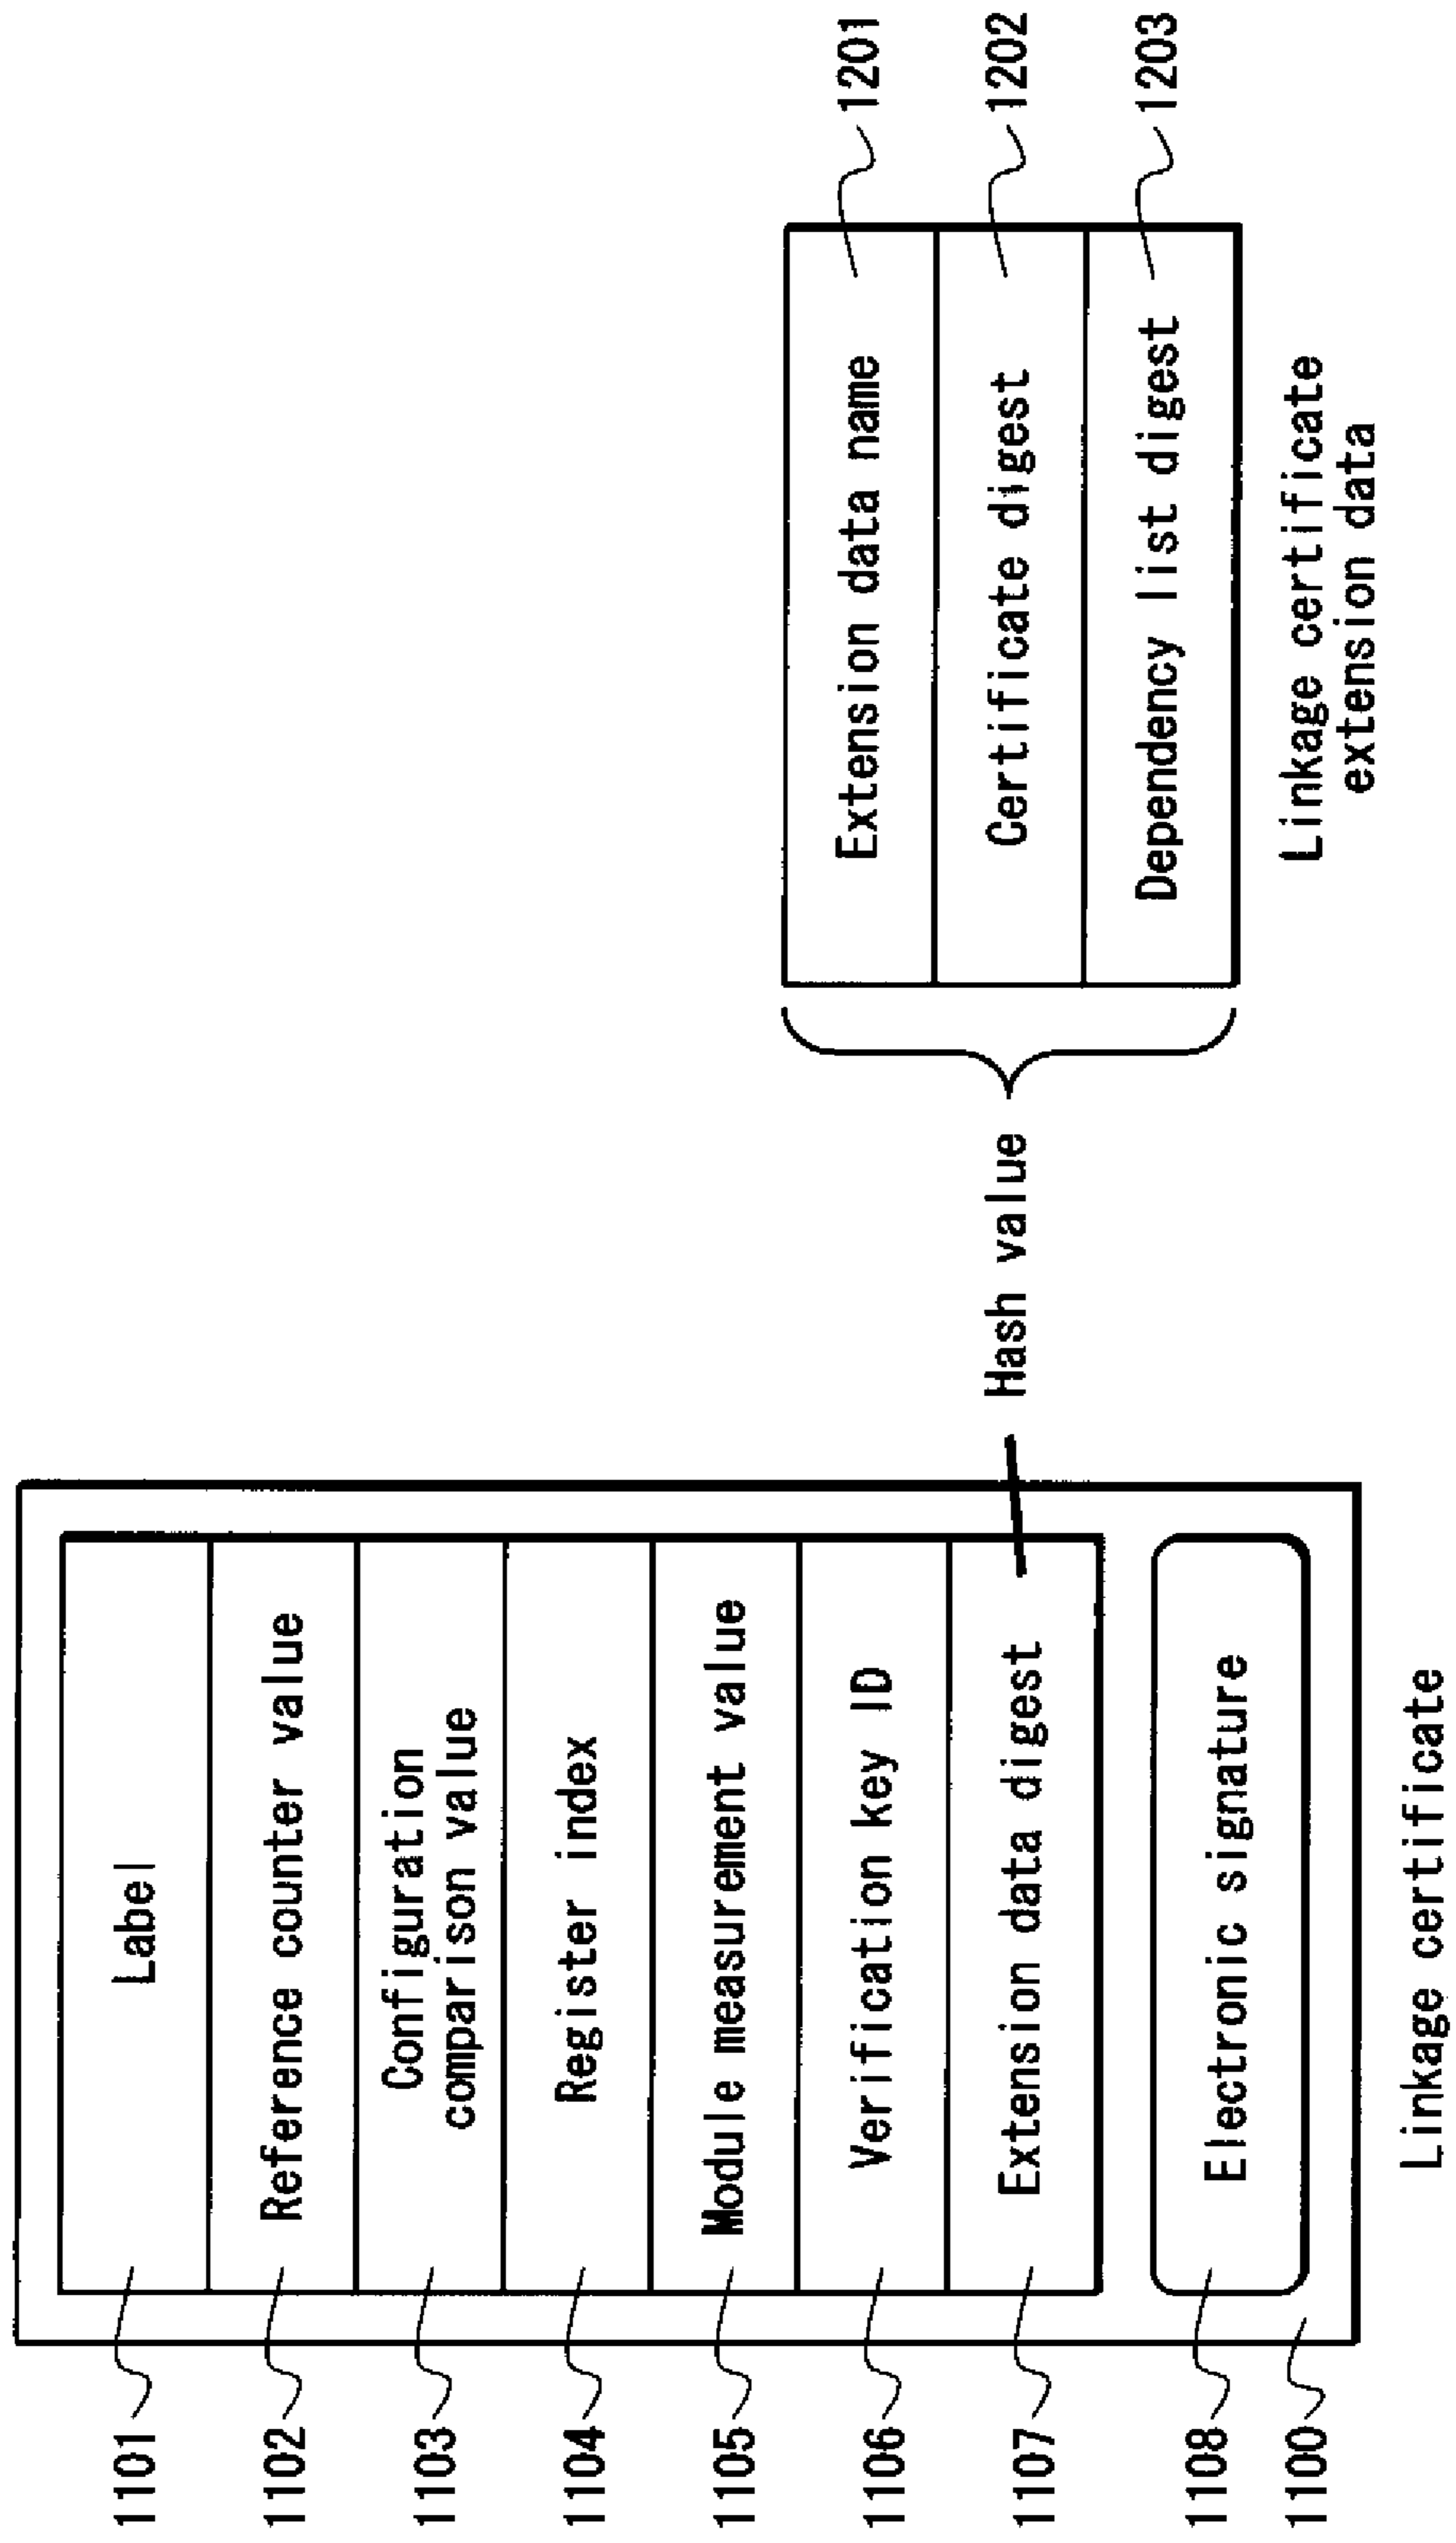 1101
Label
1102
Reference counter value
1103
Configuration
comparison value
1104
Register index
1105
Module measurement value
1106
Verification key ID
1107
Extension data digest
1108
Electronic signature
1100
Linkage certificate
Hash value
Extension data name
1201
Certificate digest
1202
Dependency list digest
1203
Linkage certificate
extension data